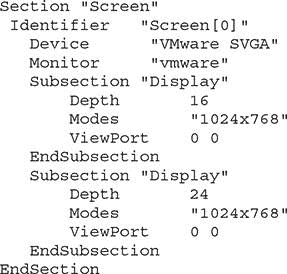 Section "Screen"
 Identifier   "Screen[0]"
   Device       "VMware SVGA"
   Monitor      "vmware"
   Subsection "Display"
       Depth       16
       Modes       "1024x768"
       ViewPort    0 0
   EndSubsection
   Subsection "Display"
       Depth       24
       Modes       "1024x768"
       ViewPort    0 0
   EndSubsection
EndSection